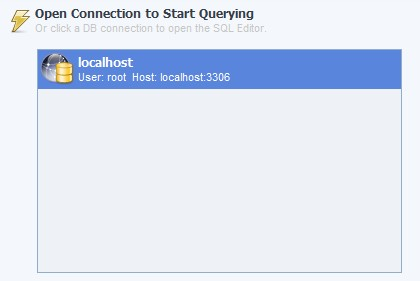 Open Connection to Start Querying
Or click a DB connection to open the SQL Editor.
localhost
User: root Host: localhost:3306